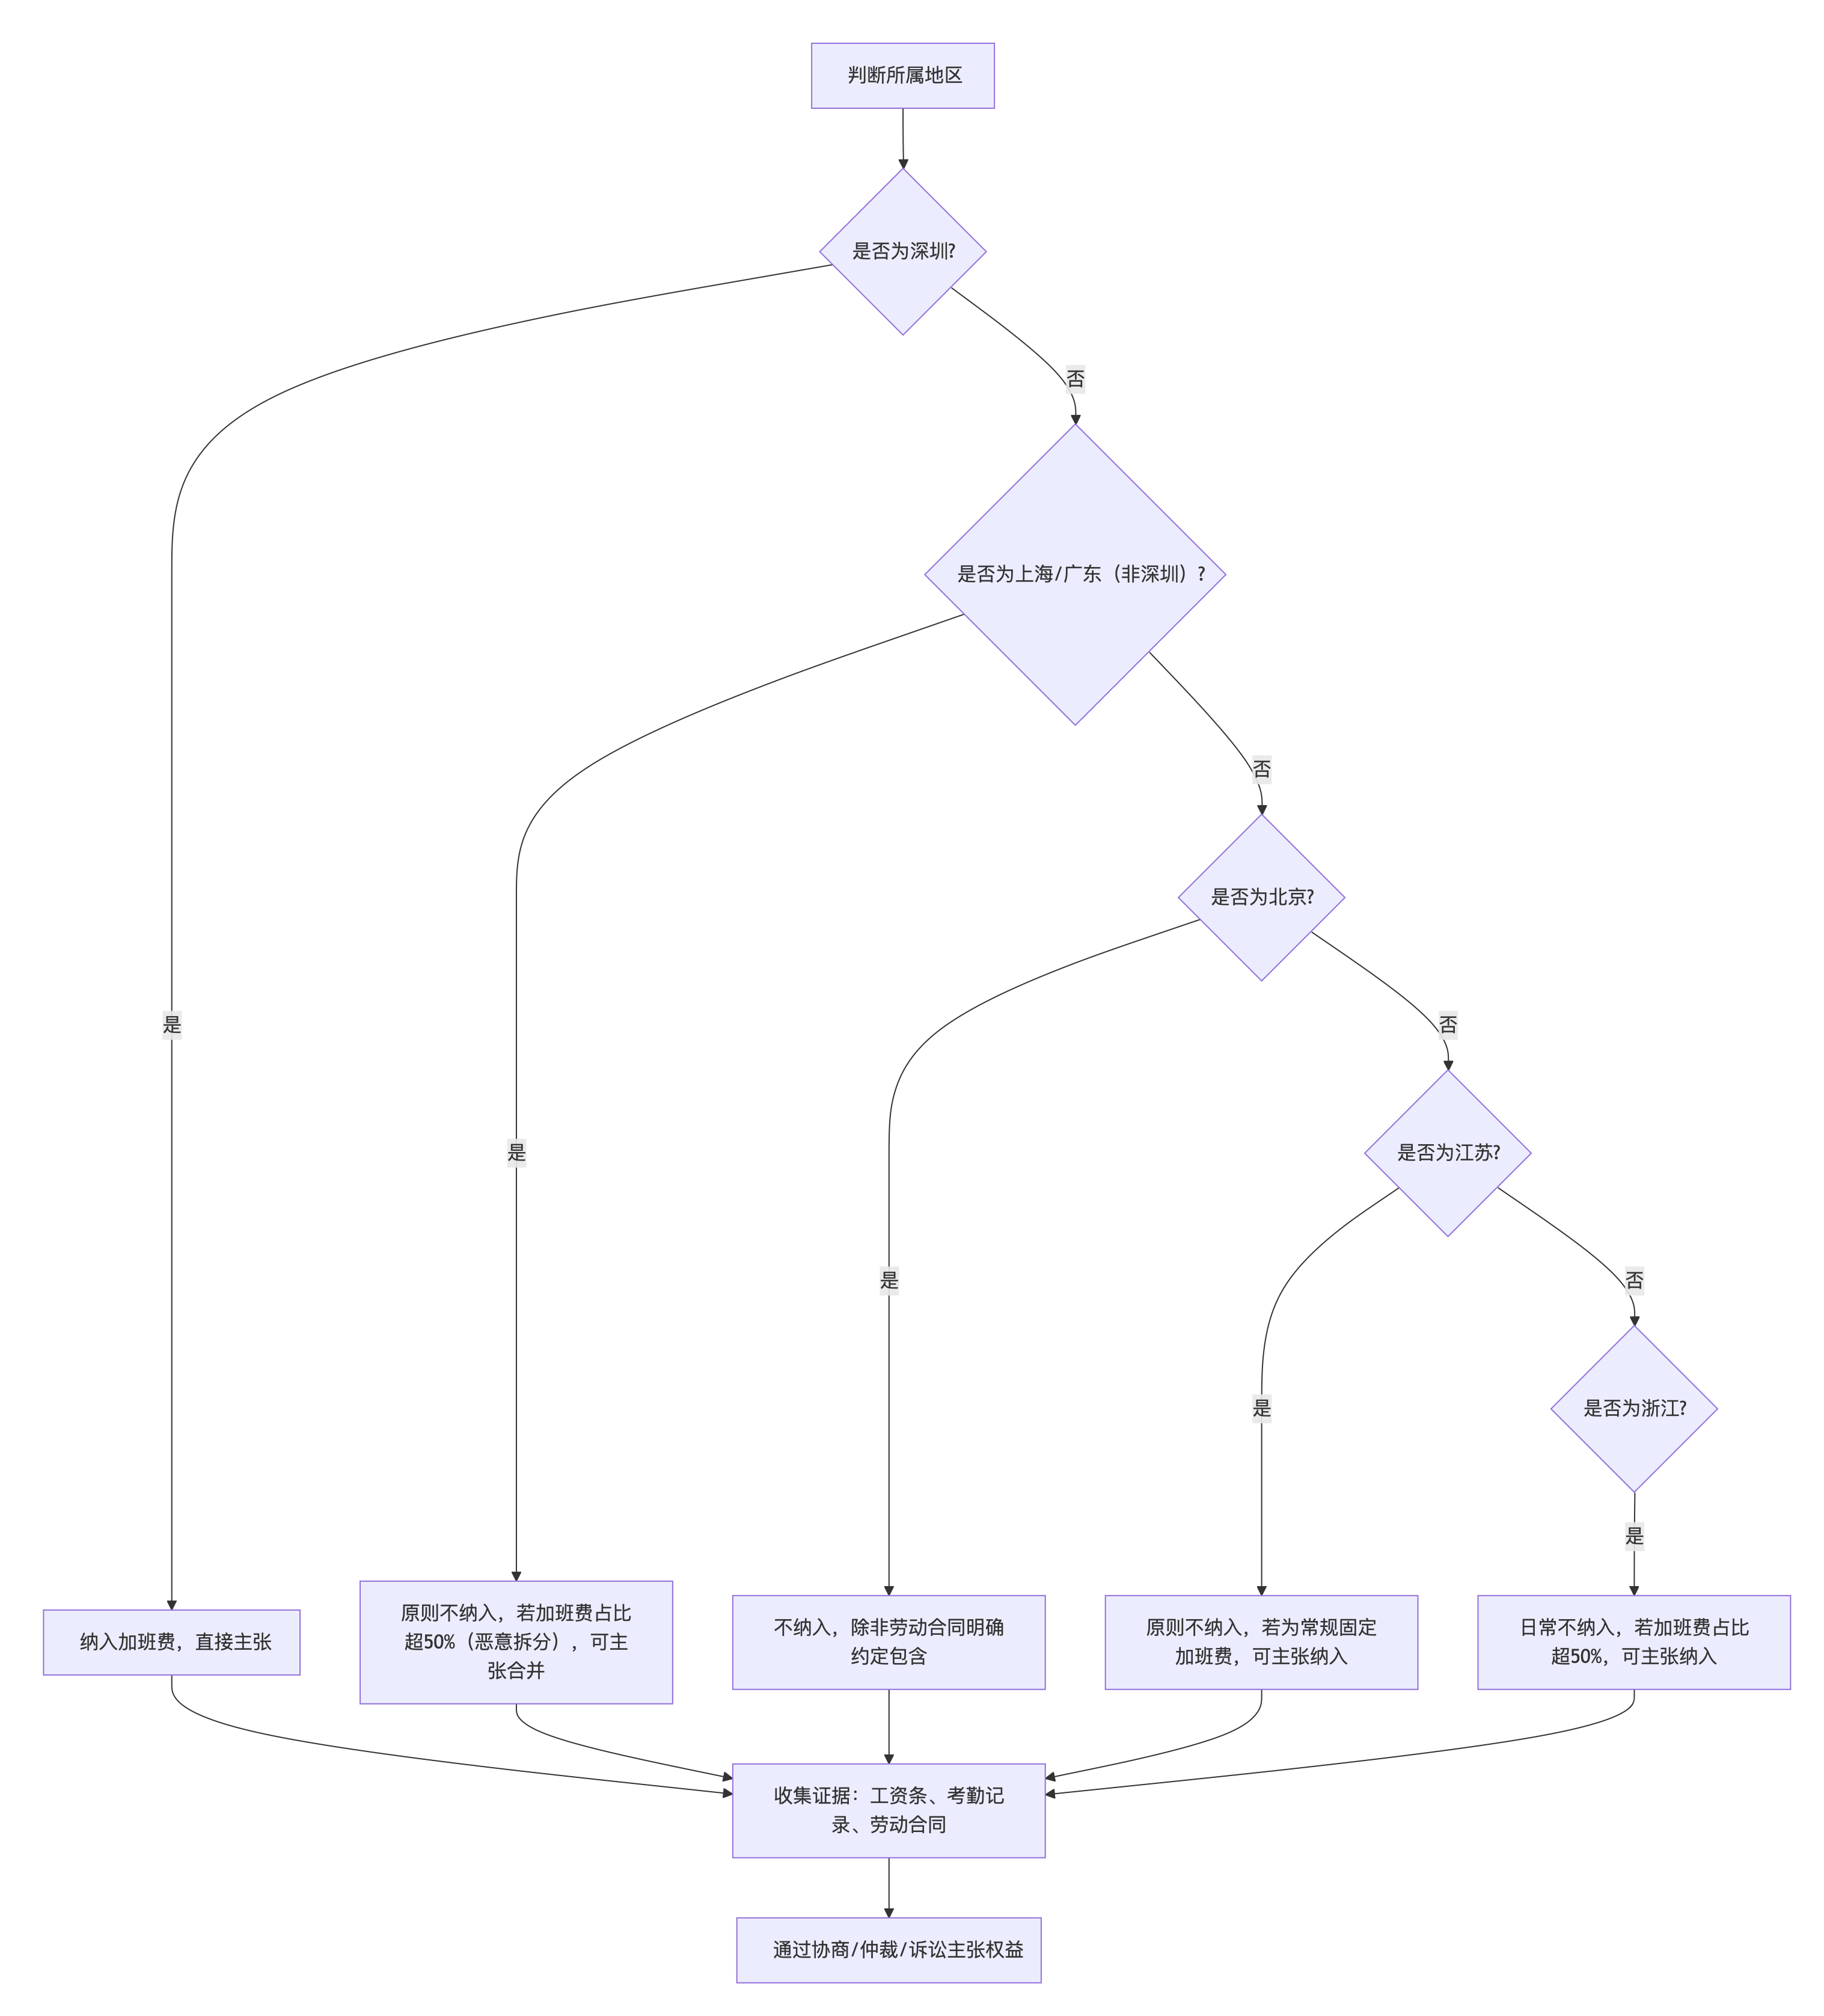 判断所属地区
是否为深圳?
否
是否为上海/广东（非深圳）?
否
是否为北京?
是
否
是
是否为江苏?
是
否
是
是否为浙江?
是
纳入加班费，直接主张
原则不纳入，若加班费占比
超50%（恶意拆分），可主
张合并
不纳入，除非劳动合同明确
约定包含
原则不纳入，若为常规固定
加班费，可主张纳入
日常不纳入，若加班费占比
超50%，可主张纳入
收集证据：工资条、考勤记
录、劳动合同
通过协商/仲裁/诉讼主张权益